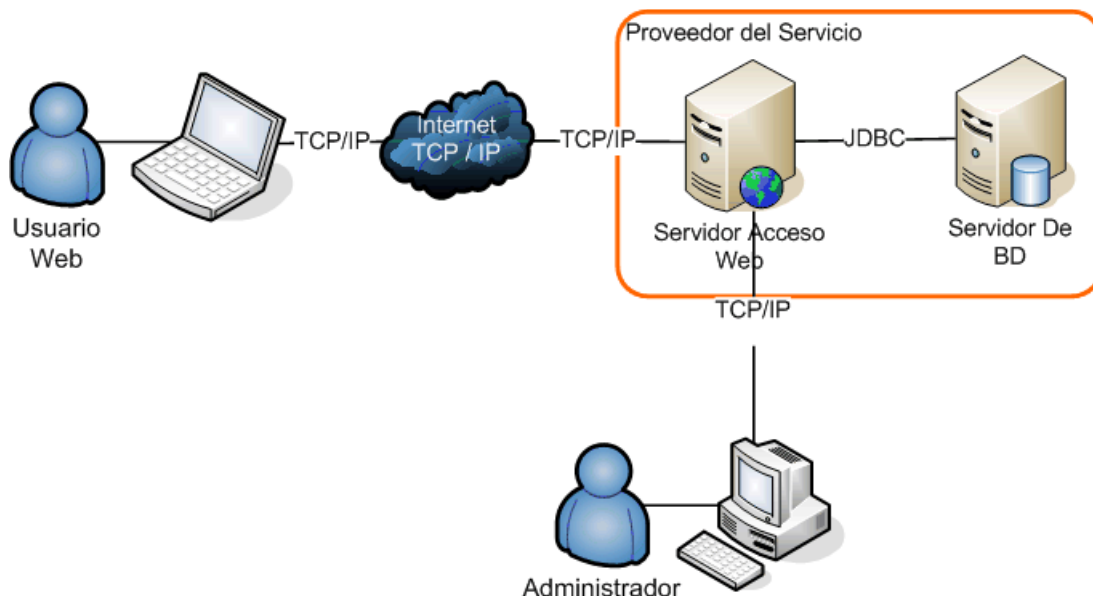 Proveedor del Servicio
TCP/IP
Internet
TCP / IP
TCP/IP
JDBC
Usuario
Web
Servidor Acceso
Web
Servidor De
BD
TCP/IP
Administrador